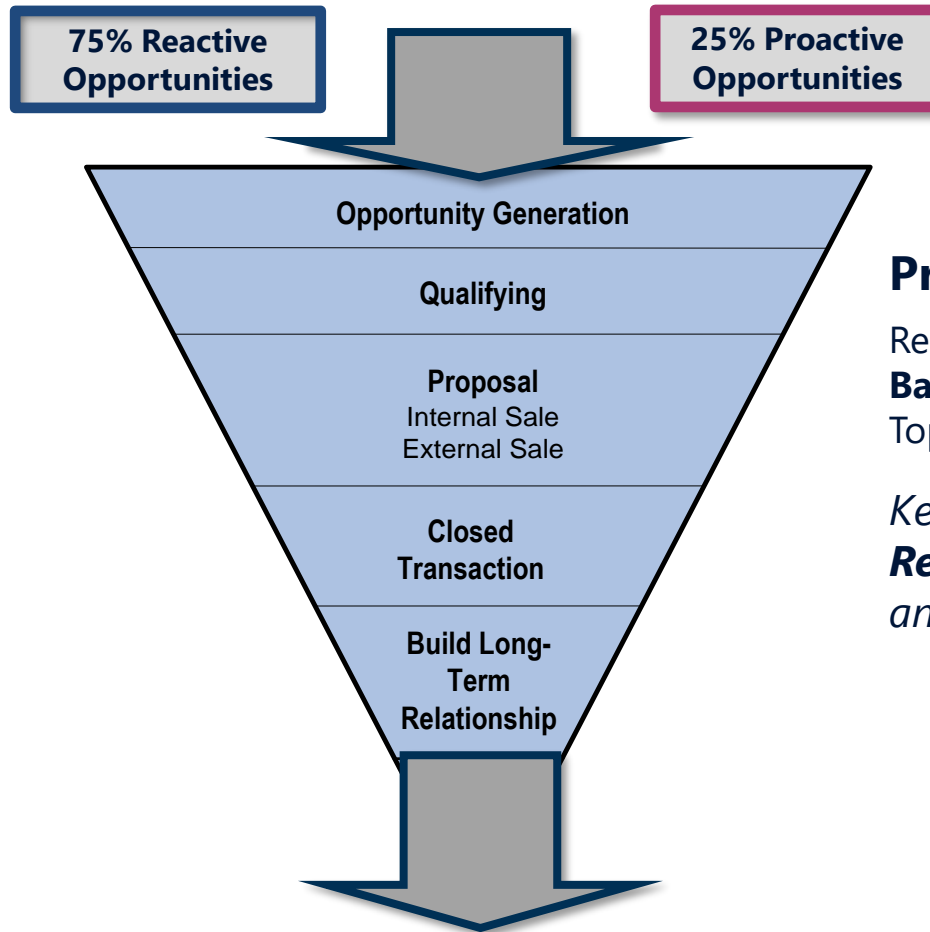 75% Reactive
Opportunities
25% Proactive
Opportunities
Opportunity Generation
Qualifying
Proposal
Internal Sale
External Sale
Closed
Transaction
Build Long-
Term
Relationship
Pr
Re
Ba
To
Ke
Re
an